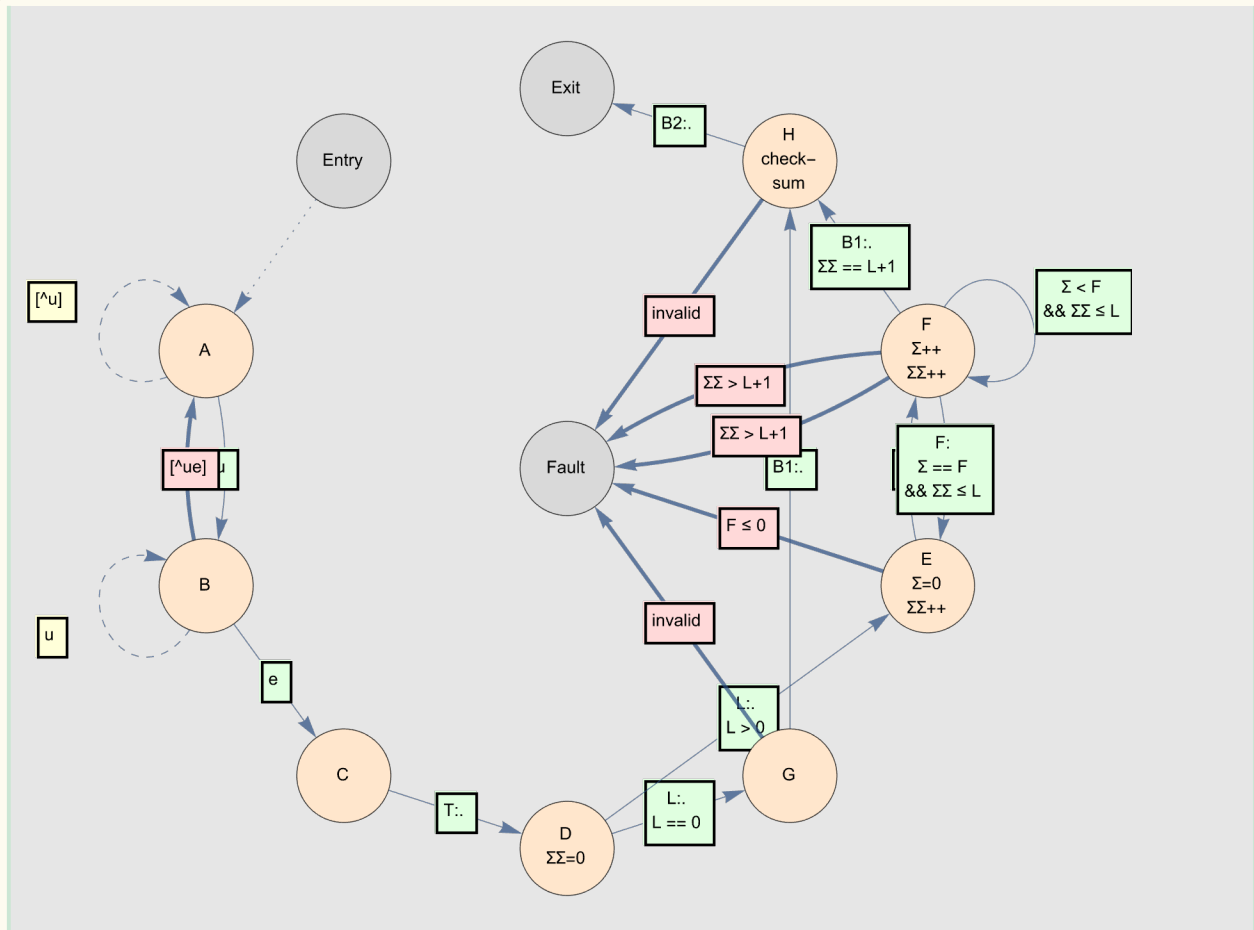 Exit
B2:.
H
check–
sum
Entry
B1:.
ΣΣ == L+1
[^u]
Σ < F
&& ΣΣ ≤ L
invalid
A
F
Σ++
ΣΣ++
ΣΣ > L+1
ΣΣ > L+1
[^ue]
u
Fault
B1:.
F:
Σ == F
&& ΣΣ ≤ L
F ≤ 0
B
E
Σ=0
ΣΣ++
u
invalid
e
L:.
L > 0
C
G
T:.
L:.
L == 0
D
ΣΣ=0